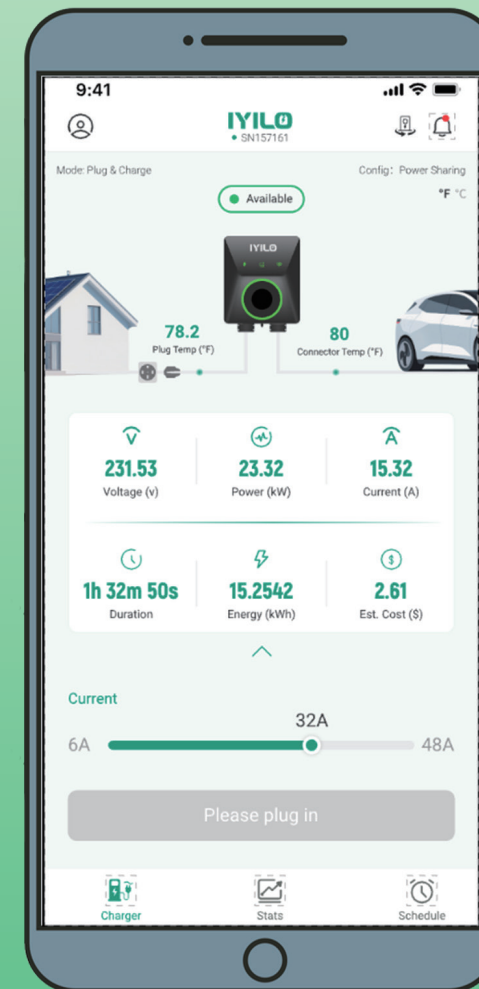 9:41
IYILO
• SN157161
Mode: Plug & Charge
Config: Power Sharing
°F °C
Available
IYILO
78.2
Plug Temp (°F)
80
Connector Temp (°F)
V
A
231.53
23.32
15.32
Voltage (v)
Power (kW)
Current (A)
$
1h 32m 50s
15.2542
2.61
Duration
Energy (kWh)
Est. Cost ($)
Current
32A
6A
48A
Please plug in
Charger
Stats
Schedule